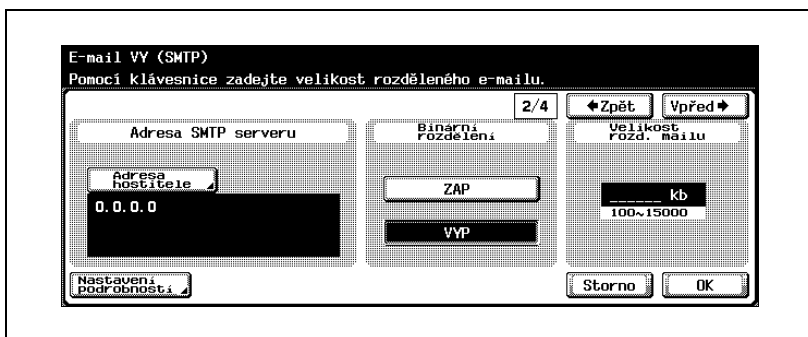 E-mail VY (SMTP)
Pomocí klávesnice zadejte velikost rozděleného e-mailu.
2/4
Zpět
Vpřed
Adresa SMTP serveru
Binární
rozdělení
Velikost
rozd. mailu
Adresa
hostitele
0.0.0.0
ZAP
VYP
______ kb
100~15000
Nastavení
podrobností
Storno
OK